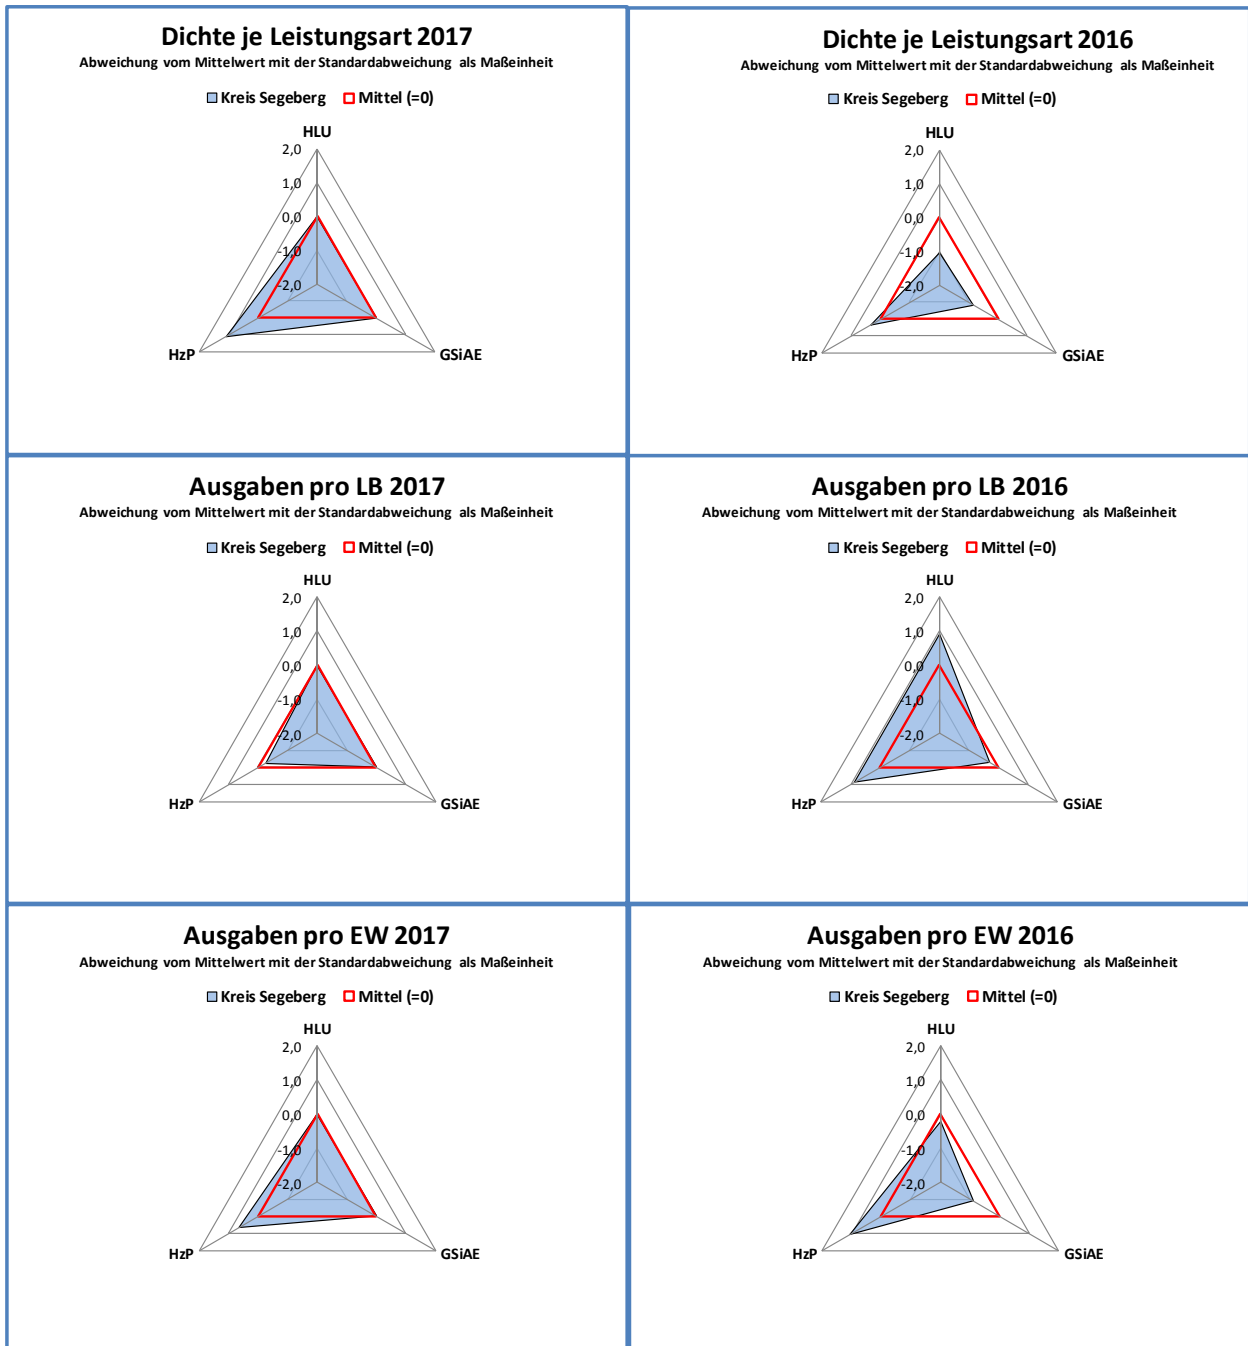 Dichte je Leistungsart 2017
Abweichung vom Mittelwert mit der Standardabweichung als Maßeinheit
Kreis Segeberg Mittel (=0)
HLU
2,0
1,0
0,0
-1,0
-2,0
HzP
GSiAE
Dichte je Leistungsart 2016
Abweichung vom Mittelwert mit der Standardabweichung als Maßeinheit
Kreis Segeberg Mittel (=0)
HLU
2,0
1,0
0,0
-1,0
-2,0
HzP
GSiAE
Ausgaben pro LB 2017
Abweichung vom Mittelwert mit der Standardabweichung als Maßeinheit
Kreis Segeberg Mittel (=0)
HLU
2,0
1,0
0,0
-1,0
-2,0
HzP
GSiAE
Ausgaben pro LB 2016
Abweichung vom Mittelwert mit der Standardabweichung als Maßeinheit
Kreis Segeberg Mittel (=0)
HLU
2,0
1,0
0,0
-1,0
-2,0
HzP
GSiAE
Ausgaben pro EW 2017
Abweichung vom Mittelwert mit der Standardabweichung als Maßeinheit
Kreis Segeberg Mittel (=0)
HLU
2,0
1,0
0,0
-1,0
-2,0
HzP
GSiAE
Ausgaben pro EW 2016
Abweichung vom Mittelwert mit der Standardabweichung als Maßeinheit
Kreis Segeberg Mittel (=0)
HLU
2,0
1,0
0,0
-1,0
-2,0
HzP
GSiAE